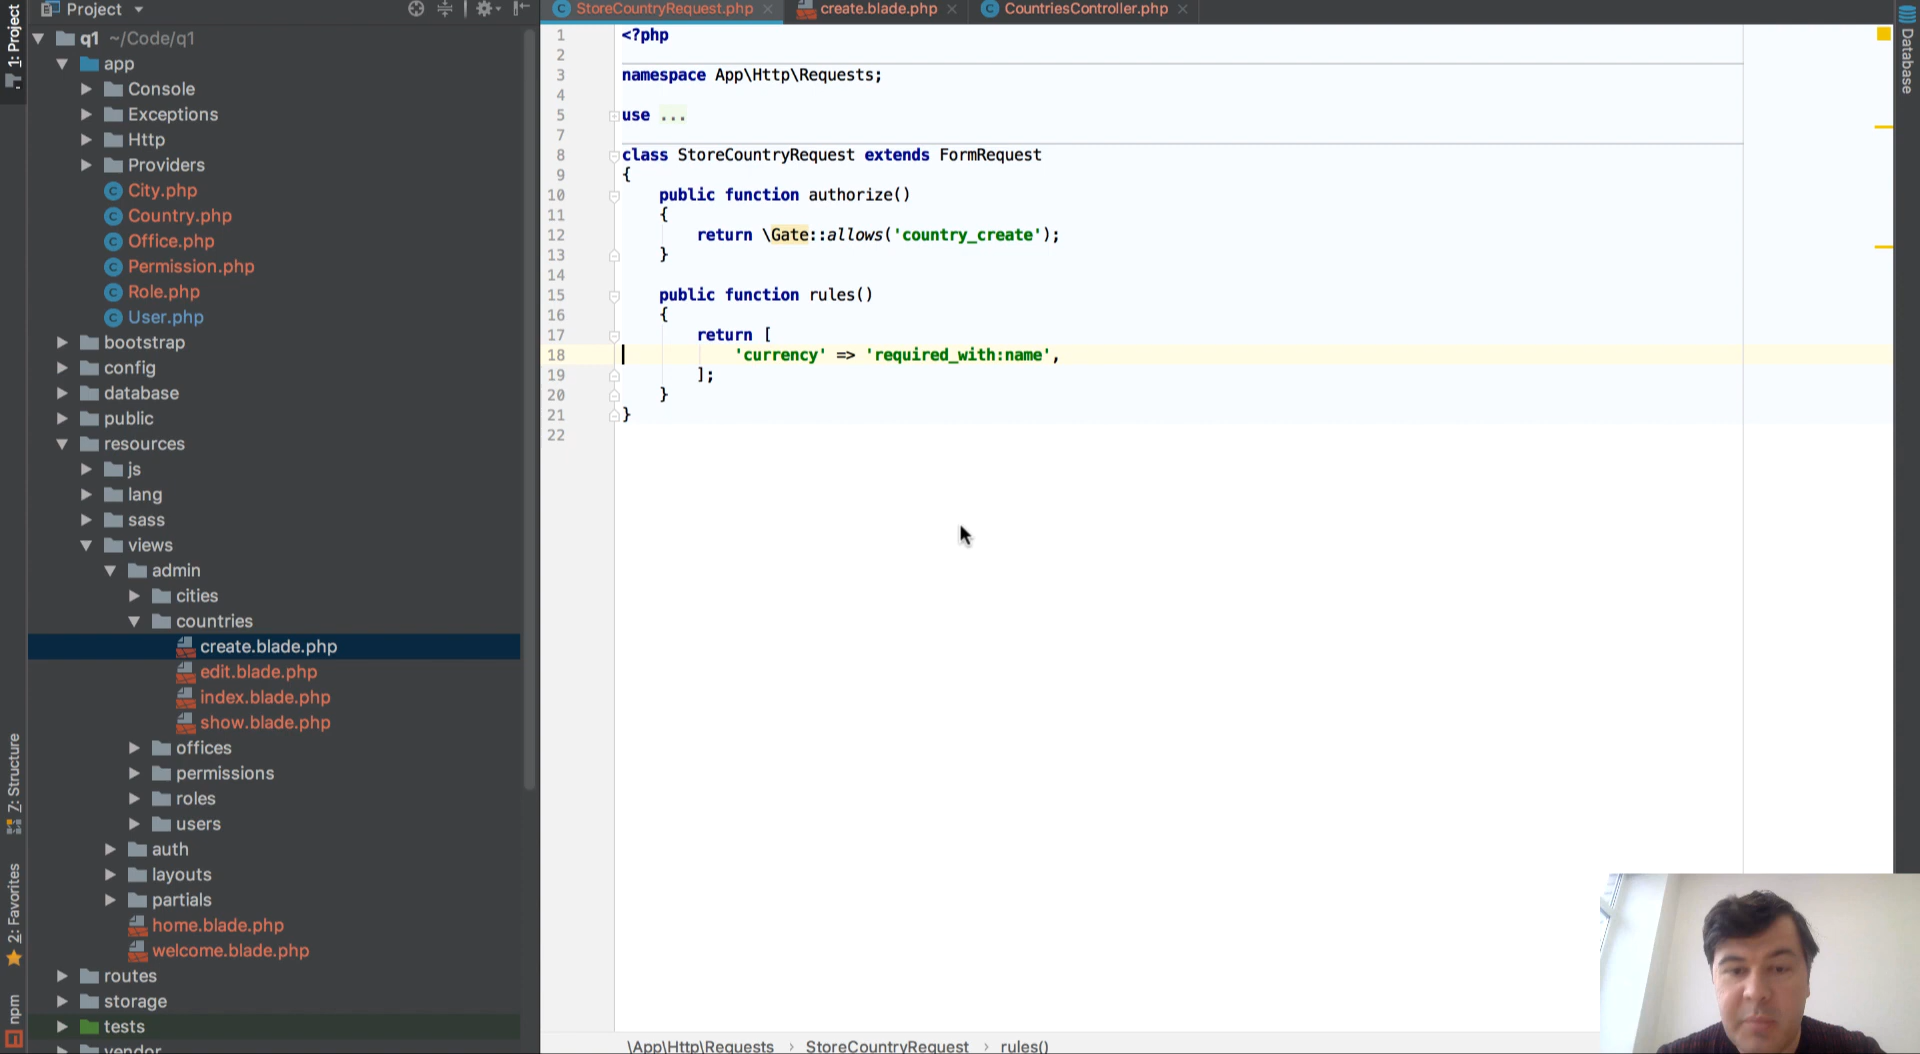 1: Project
7: Structure
2: Favorites
npm
Project
q1 ~/Code/q1
app
Console
Exceptions
Http
Providers
City.php
Country.php
Office.php
Permission.php
Role.php
User.php
bootstrap
config
database
public
resources
js
lang
sass
views
admin
cities
countries
create.blade.php
edit.blade.php
index.blade.php
show.blade.php
offices
permissions
roles
users
auth
layouts
partials
home.blade.php
welcome.blade.php
routes
storage
tests
vendor
StoreCountryRequest.php create.blade.php CountriesController.php
1 <?php
2
3 namespace App\Http\Requests;
4
5 use ...
7
8 class StoreCountryRequest extends FormRequest
9 {
10 public function authorize()
11 {
12 return \Gate::allows('country_create');
13 }
14
15 public function rules()
16 {
17 return [
18 'currency' => 'required_with:name',
19 ];
20 }
21 }
22
\App\Http\Requests › StoreCountryRequest › rules()
Database